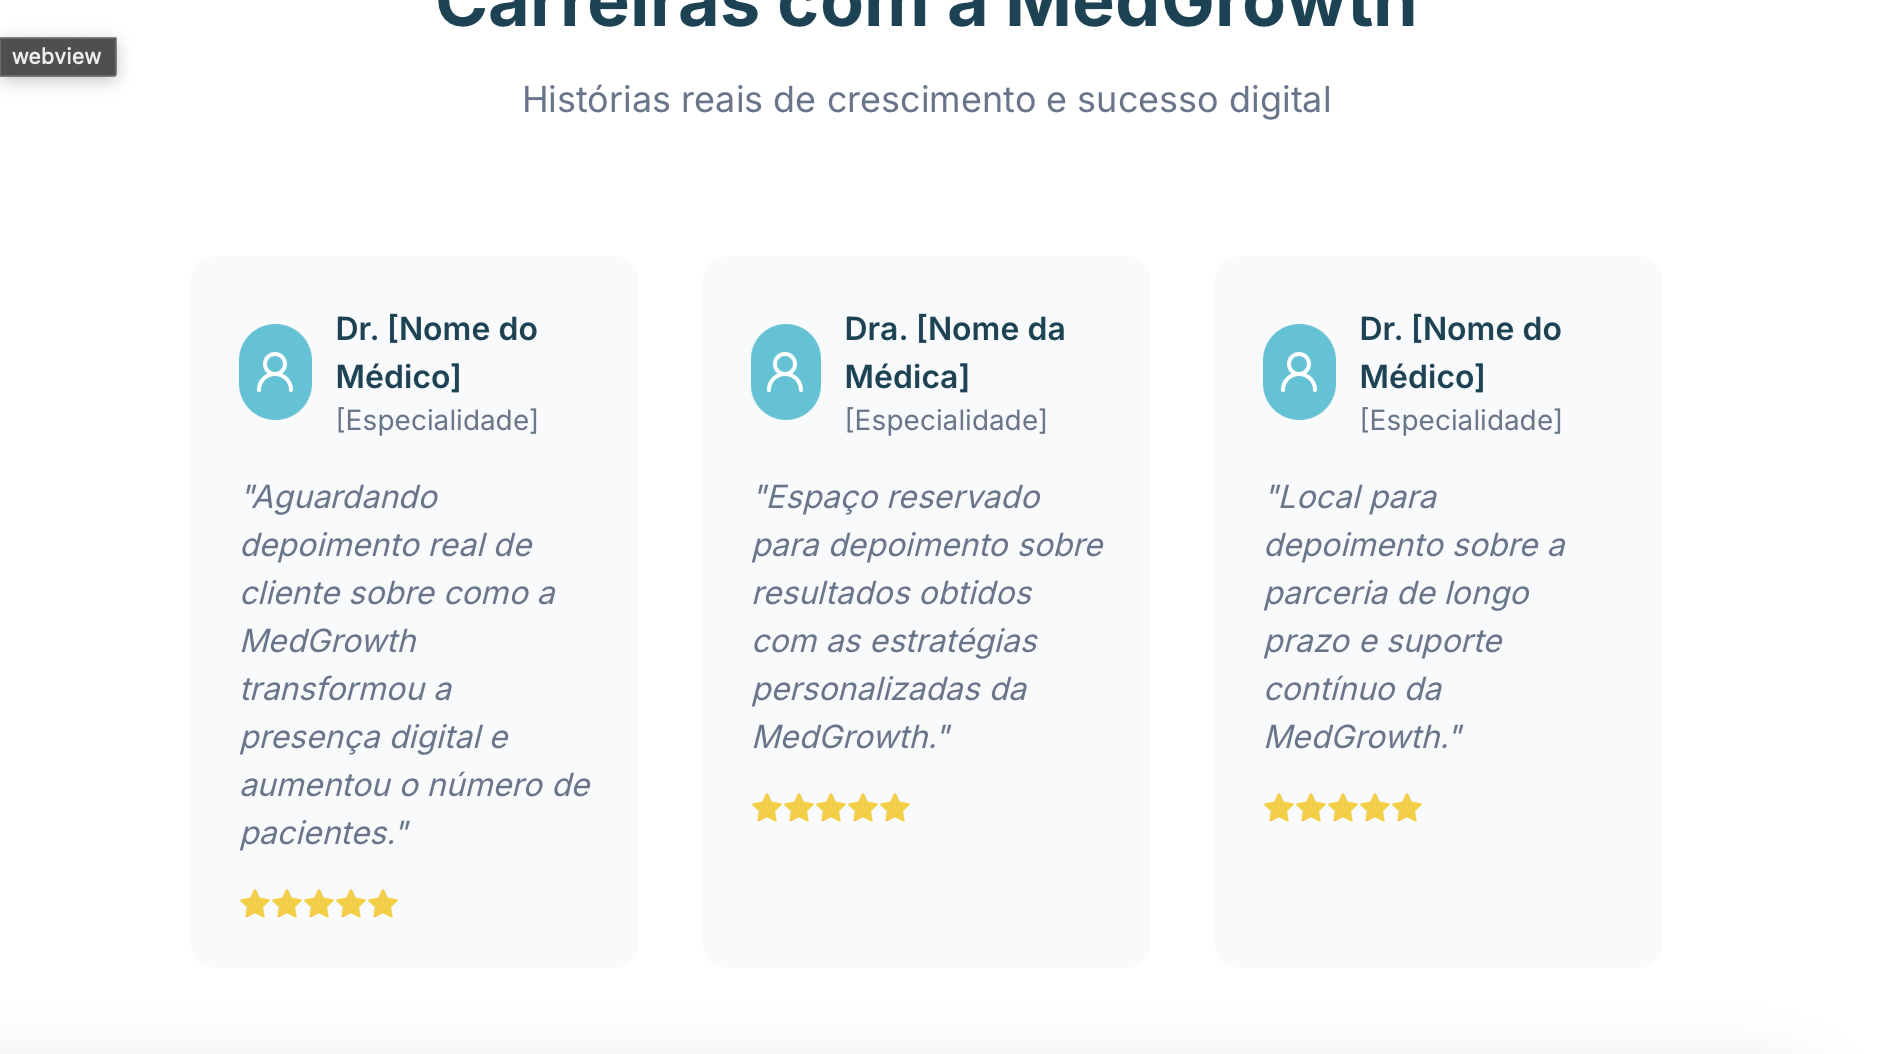 Carreiras com a MedGrowth
webview
Histórias reais de crescimento e sucesso digital
Dr. [Nome do
Médico]
[Especialidade]
"Aguardando
depoimento real de
cliente sobre como a
MedGrowth
transformou a
presença digital e
aumentou o número de
pacientes."
Dra. [Nome da
Médica]
[Especialidade]
"Espaço reservado
para depoimento sobre
resultados obtidos
com as estratégias
personalizadas da
MedGrowth."
Dr. [Nome do
Médico]
[Especialidade]
"Local para
depoimento sobre a
parceria de longo
prazo e suporte
contínuo da
MedGrowth."